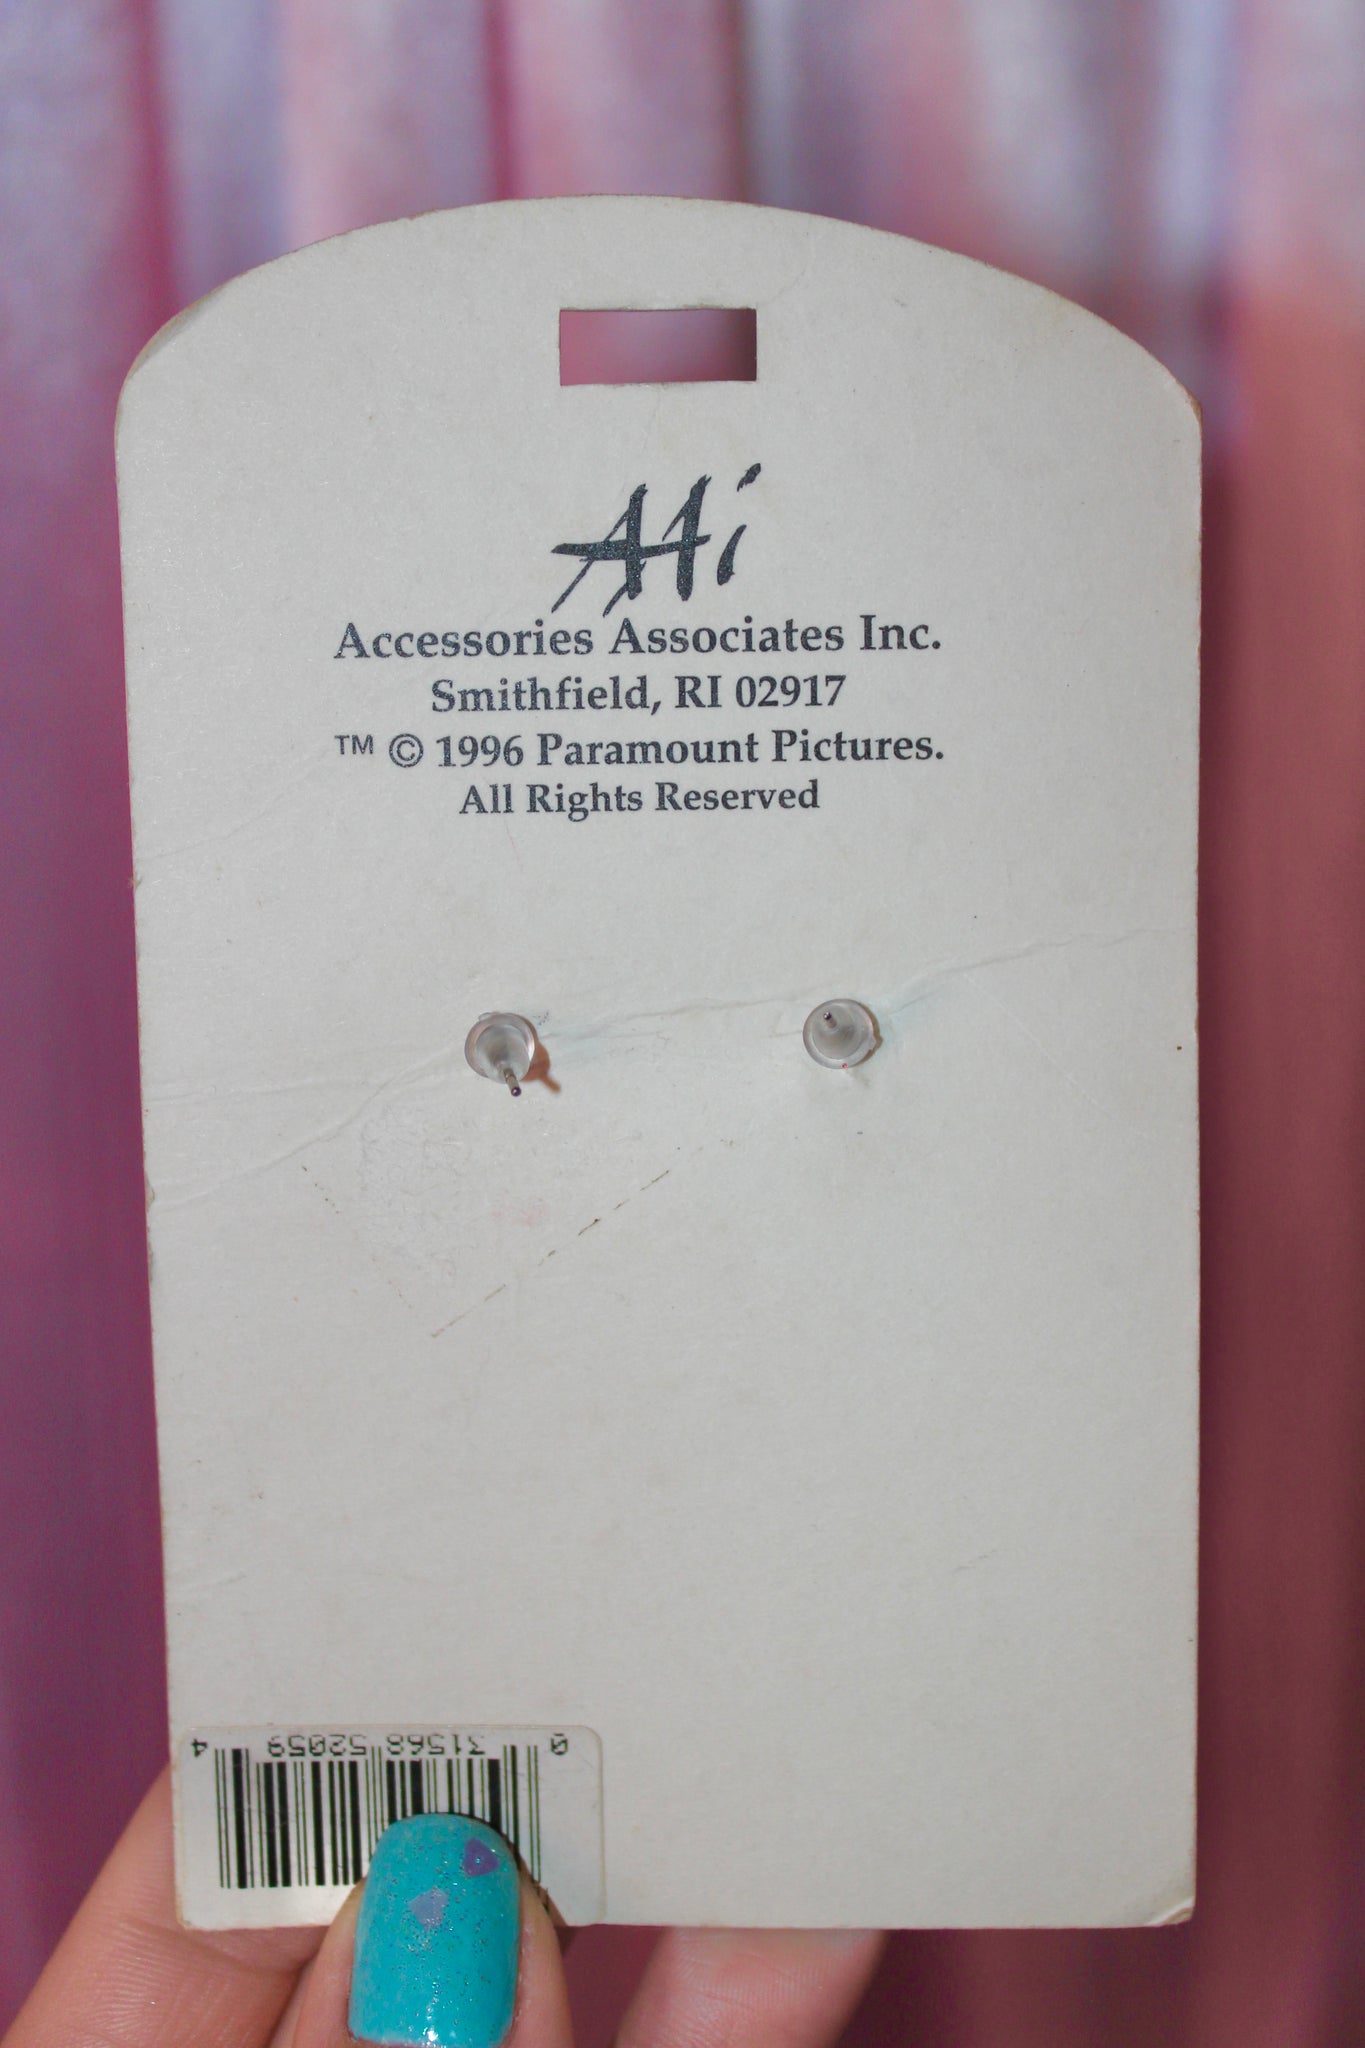 AAi
Accessories Associates Inc.
Smithfield, RI 02917
™ © 1996 Paramount Pictures.
All Rights Reserved
0 31568 52059 4